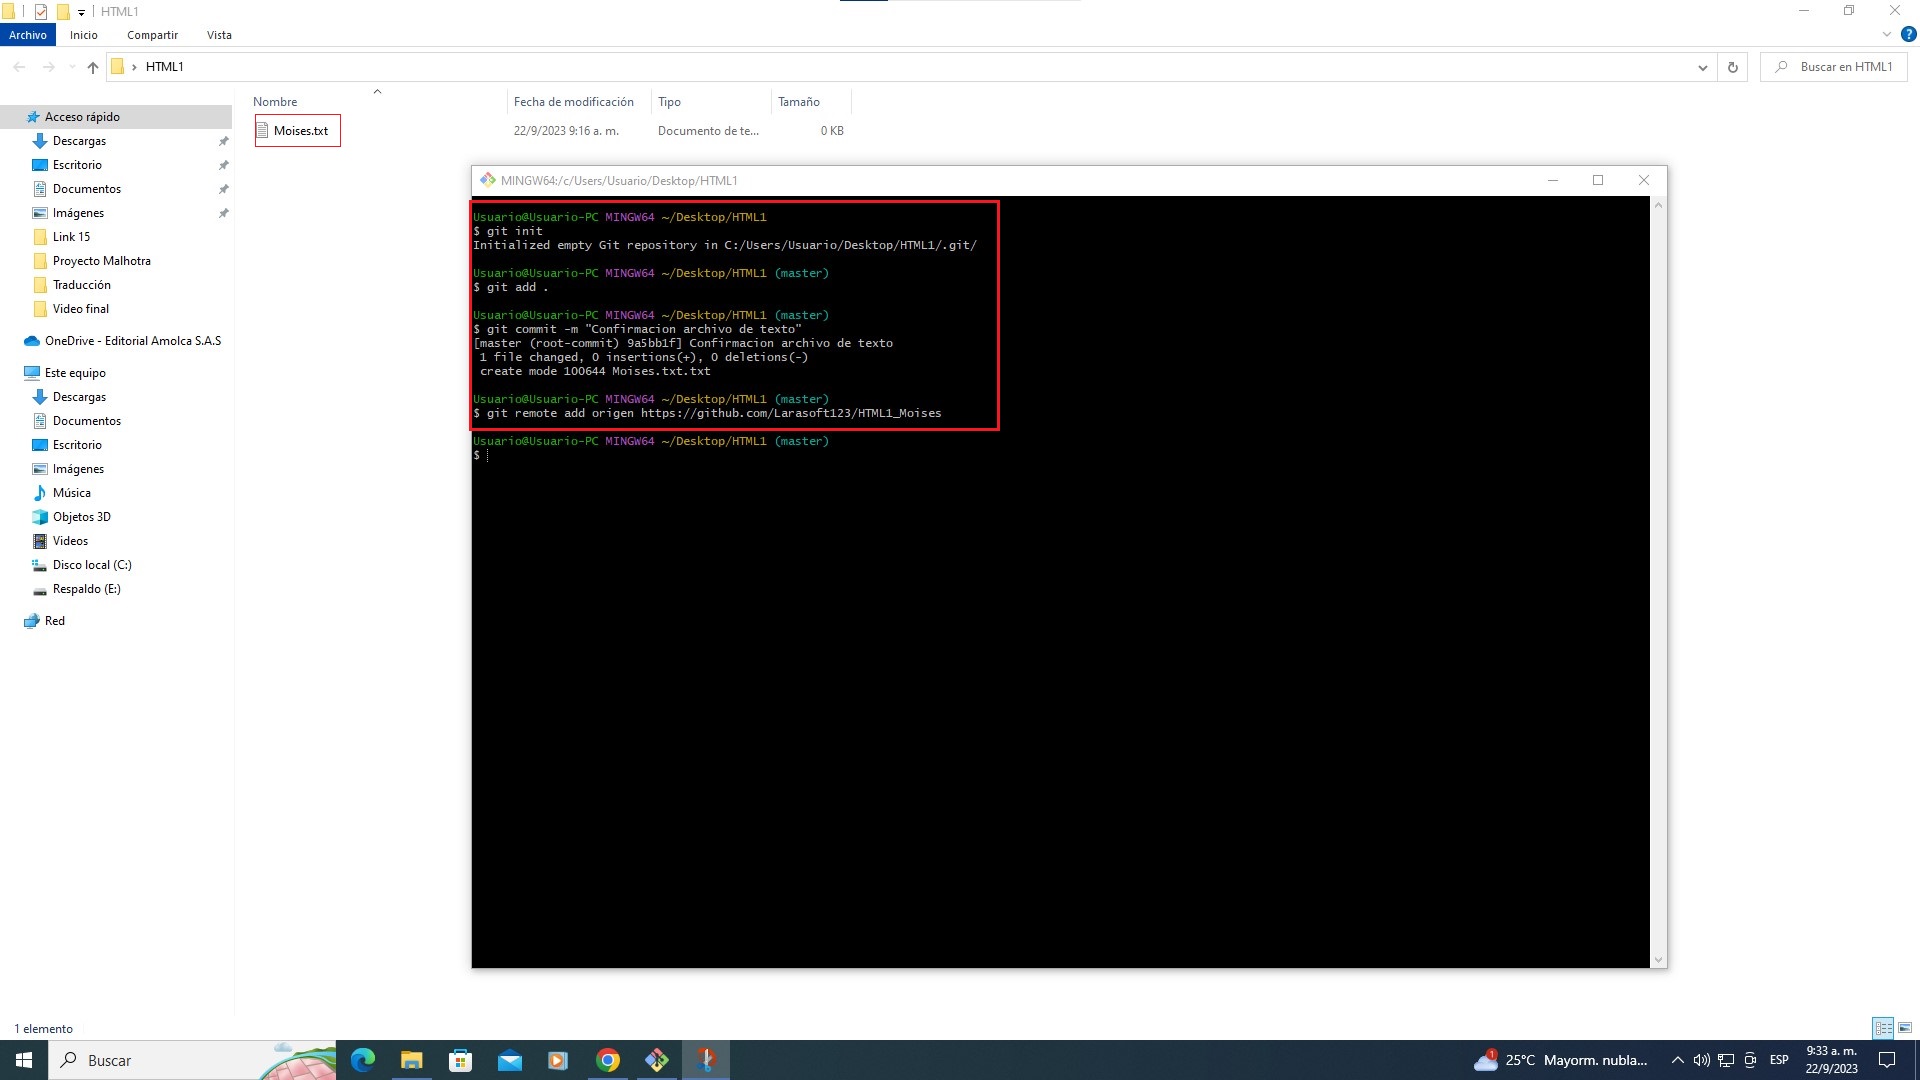 HTML1
Archivo
Inicio
Compartir
Vista
HTML1
Buscar en HTML1
Nombre
Fecha de modificación
Tipo
Tamaño
Moises.txt
22/9/2023 9:16 a. m.
Documento de te...
0 KB
Acceso rápido
Descargas
Escritorio
Documentos
Imágenes
Link 15
Proyecto Malhotra
Traducción
Video final
OneDrive - Editorial Amolca S.A.S
Este equipo
Descargas
Documentos
Escritorio
Imágenes
Música
Objetos 3D
Videos
Disco local (C:)
Respaldo (E:)
Red
MINGW64:/c/Users/Usuario/Desktop/HTML1
Usuario@Usuario-PC MINGW64 ~/Desktop/HTML1
$ git init
Initialized empty Git repository in C:/Users/Usuario/Desktop/HTML1/.git/
Usuario@Usuario-PC MINGW64 ~/Desktop/HTML1 (master)
$ git add .
Usuario@Usuario-PC MINGW64 ~/Desktop/HTML1 (master)
$ git commit -m "Confirmacion archivo de texto"
[master (root-commit) 9a5bb1f] Confirmacion archivo de texto
1 file changed, 0 insertions(+), 0 deletions(-)
create mode 100644 Moises.txt.txt
Usuario@Usuario-PC MINGW64 ~/Desktop/HTML1 (master)
$ git remote add origen https://github.com/Larasoft123/HTML1_Moises
Usuario@Usuario-PC MINGW64 ~/Desktop/HTML1 (master)
$
1 elemento
Buscar
1
25°C Mayorm. nubla...
ESP
9:33 a. m.
22/9/2023